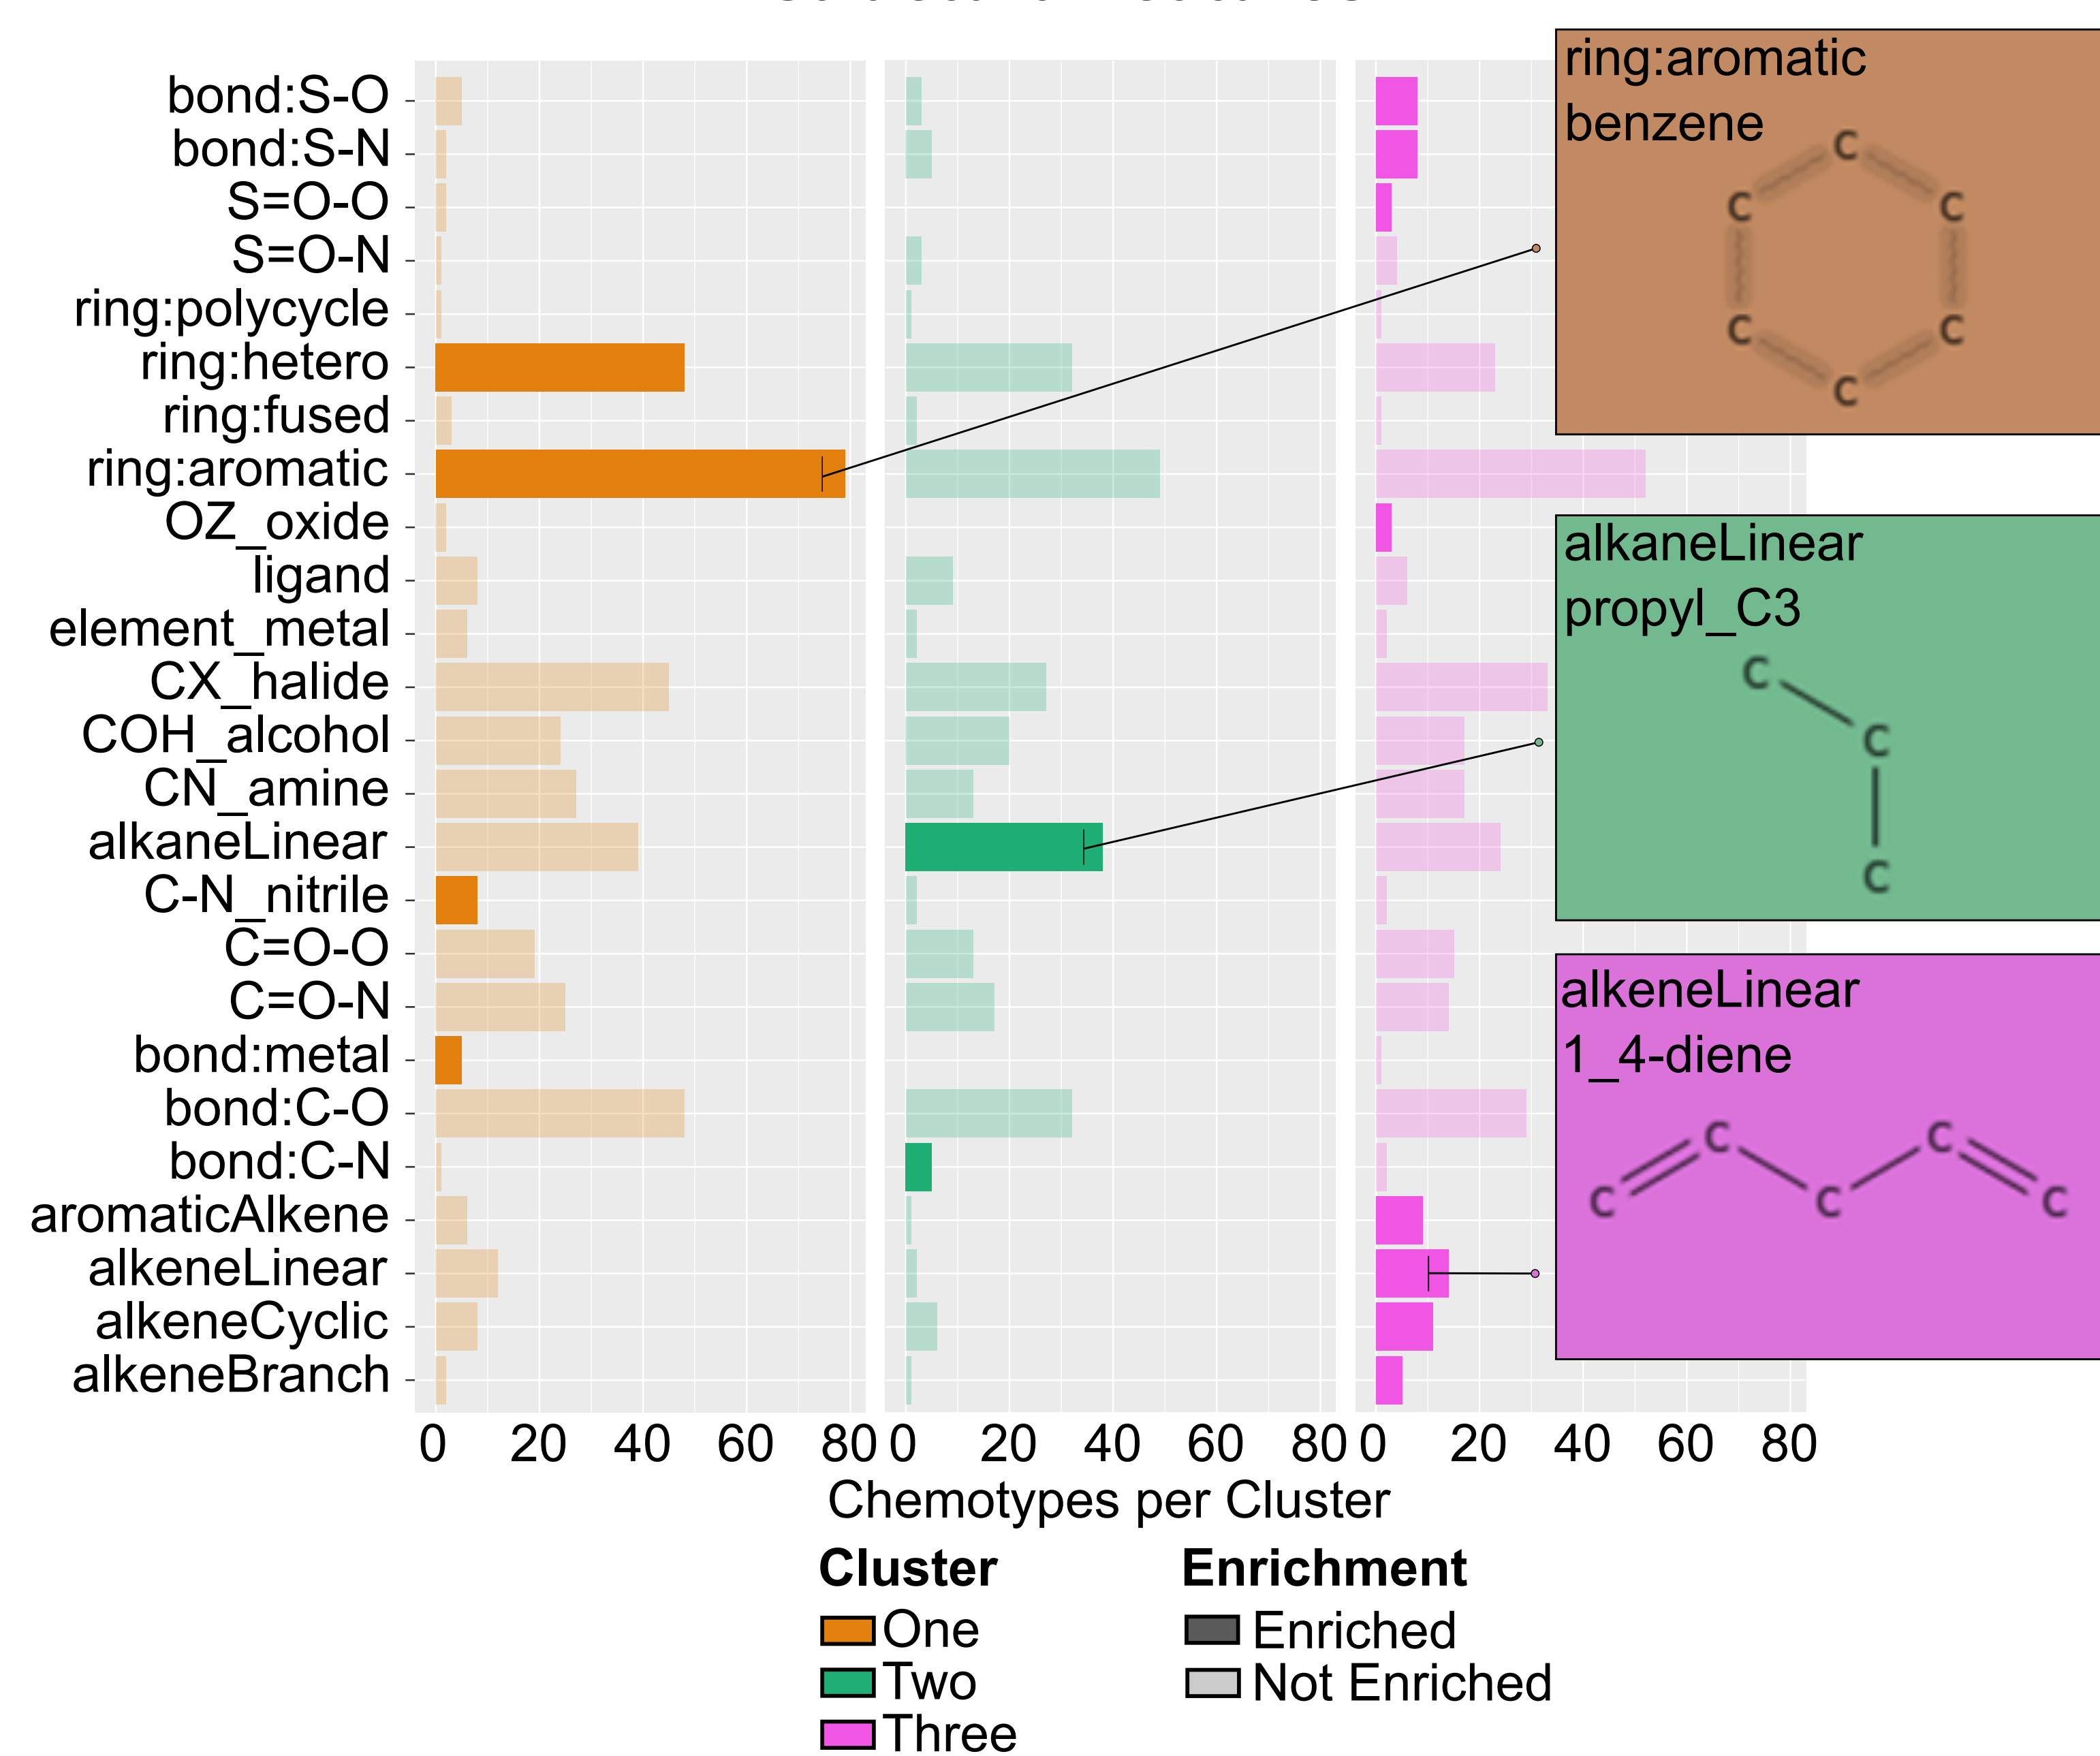 bond:S-O
bond:S-N
S=O-O
S=O-N
ring:polycycle
ring:hetero
ring:fused
ring:aromatic
OZ_oxide
ligand
element_metal
CX_halide
COH_alcohol
CN_amine
alkaneLinear
C-N_nitrile
C=O-O
C=O-N
bond:metal
bond:C-O
bond:C-N
aromaticAlkene
alkeneLinear
alkeneCyclic
alkeneBranch
ring:aromatic
benzene
C
C C
C C
C
alkaneLinear
propyl_C3
C
C
C
alkeneLinear
1_4-diene
C C
C C C
0 20 40 60 80 0 20 40 60 80 0 20 40 60 80
Chemotypes per Cluster
Cluster
One
Two
Three
Enrichment
Enriched
Not Enriched